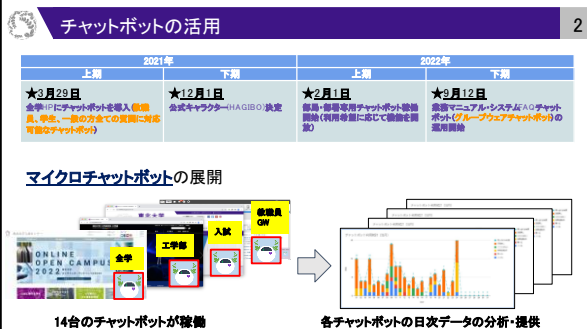 チャットボットの活用
2
2021年
2022年
上期
下期
上期
下期
★3月29日
全学HPにチャットボットを導入(教職
員、学生、一般の方全ての質問に対応
可能なチャットボット)
★12月1日
公式キャラクター(HAGIBO)決定
★2月1日
部局・部署専用チャットボット稼働
開始(利用希望に応じて機能を開
放)
★9月12日
業務マニュアル・システムFAQチャット
ボット(グループウェアチャットボット)の
運用開始
マイクロチャットボットの展開
教職員
GW
入試
工学部
全学
ONLINE
OPEN CAMPUS
2022
14台のチャットボットが稼働
各チャットボットの日次データの分析・提供